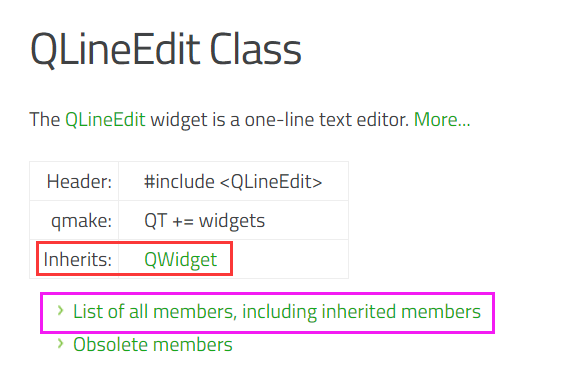 QLineEdit Class
The QLineEdit widget is a one-line text editor. More...
Header: #include <QLineEdit>
qmake: QT += widgets
Inherits: QWidget
› List of all members, including inherited members
› Obsolete members